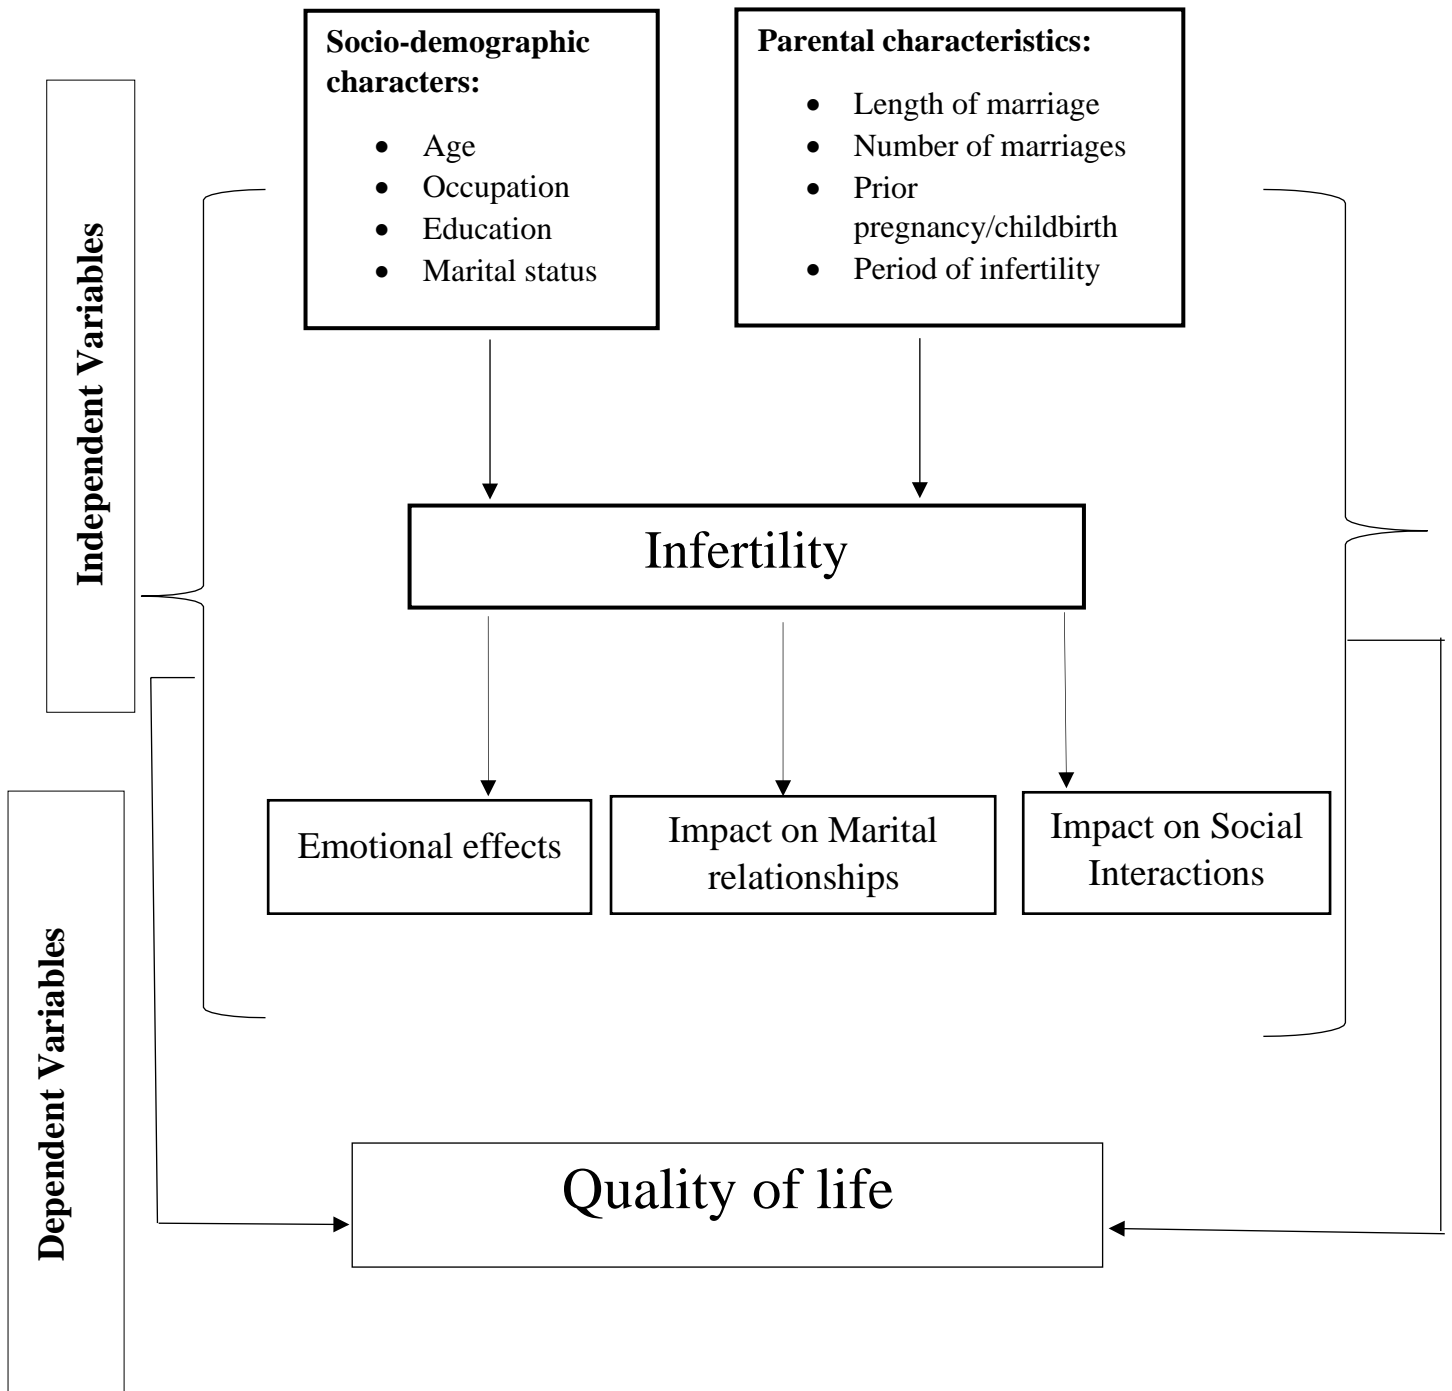 Socio-demographic
characters:
• Age
• Occupation
• Education
• Marital status
Parental characteristics:
• Length of marriage
• Number of marriages
• Prior
pregnancy/childbirth
• Period of infertility
Independent Variables
Infertility
Emotional effects
Impact on Marital
relationships
Impact on Social
Interactions
Dependent Variables
Quality of life